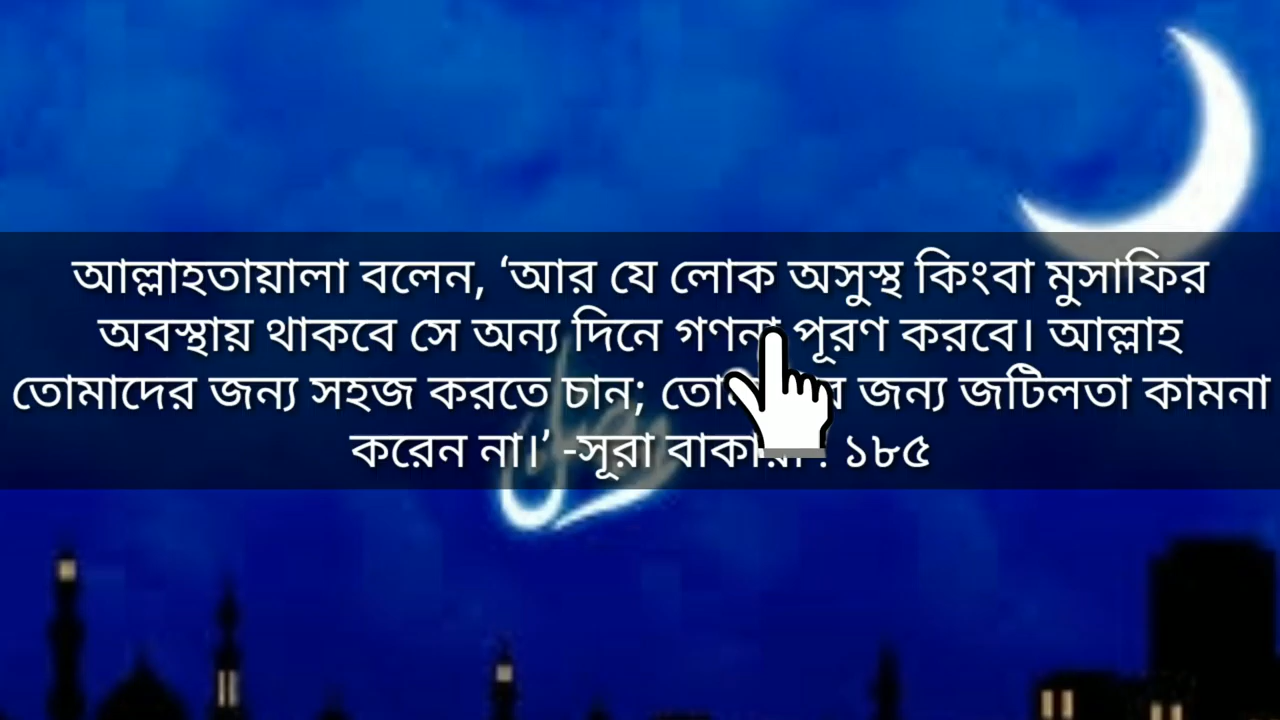 আল্লাহতায়ালা বলেন, ‘আর যে লোক অসুস্থ কিংবা মুসাফির
অবস্থায় থাকবে সে অন্য দিনে গণনা পূরণ করবে। আল্লাহ
তোমাদের জন্য সহজ করতে চান; জন্য জটিলতা কামনা
করেন না।’ -সূরা বাকারা : ১৮৫